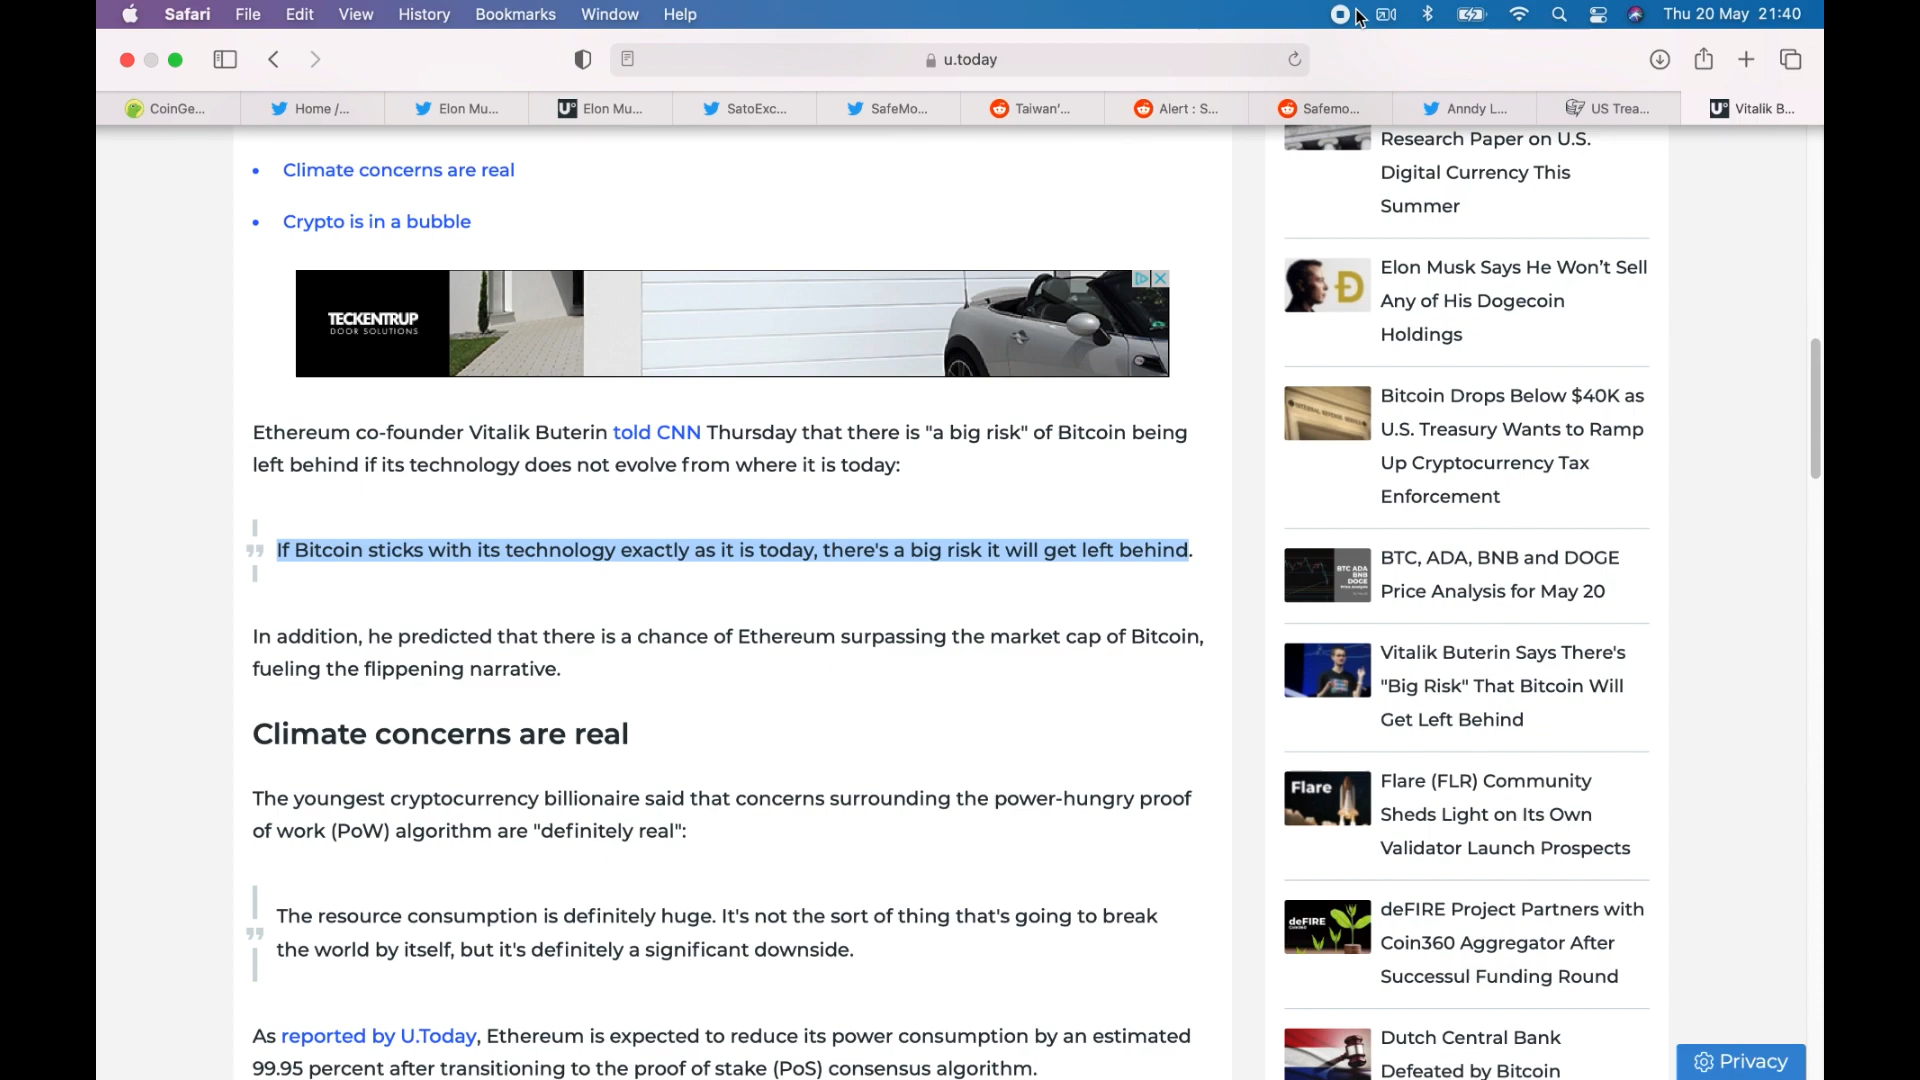 Safari File Edit View History Bookmarks Window Help Thu 20 May 21:40
u.today
CoinGe... Home /... Elon Mu... Elon Mu... SatoExc... SafeMo... Taiwan'... Alert : S... Safemo... Anndy L... US Trea... Vitalik B...
Climate concerns are real
Crypto is in a bubble
TECKENTRUP
DOOR SOLUTIONS
Ethereum co-founder Vitalik Buterin told CNN Thursday that there is "a big risk" of Bitcoin being
left behind if its technology does not evolve from where it is today:
If Bitcoin sticks with its technology exactly as it is today, there's a big risk it will get left behind.
In addition, he predicted that there is a chance of Ethereum surpassing the market cap of Bitcoin,
fueling the flippening narrative.
Climate concerns are real
The youngest cryptocurrency billionaire said that concerns surrounding the power-hungry proof
of work (PoW) algorithm are "definitely real":
The resource consumption is definitely huge. It's not the sort of thing that's going to break
the world by itself, but it's definitely a significant downside.
As reported by U.Today, Ethereum is expected to reduce its power consumption by an estimated
99.95 percent after transitioning to the proof of stake (PoS) consensus algorithm.
Research Paper on U.S.
Digital Currency This
Summer
Elon Musk Says He Won't Sell
Any of His Dogecoin
Holdings
Bitcoin Drops Below $40K as
U.S. Treasury Wants to Ramp
Up Cryptocurrency Tax
Enforcement
BTC ADA
BNB
DOGE
BTC, ADA, BNB and DOGE
Price Analysis for May 20
Vitalik Buterin Says There's
"Big Risk" That Bitcoin Will
Get Left Behind
Flare
Flare (FLR) Community
Sheds Light on Its Own
Validator Launch Prospects
deFIRE
deFIRE Project Partners with
Coin360 Aggregator After
Successul Funding Round
Dutch Central Bank
Defeated by Bitcoin
Privacy